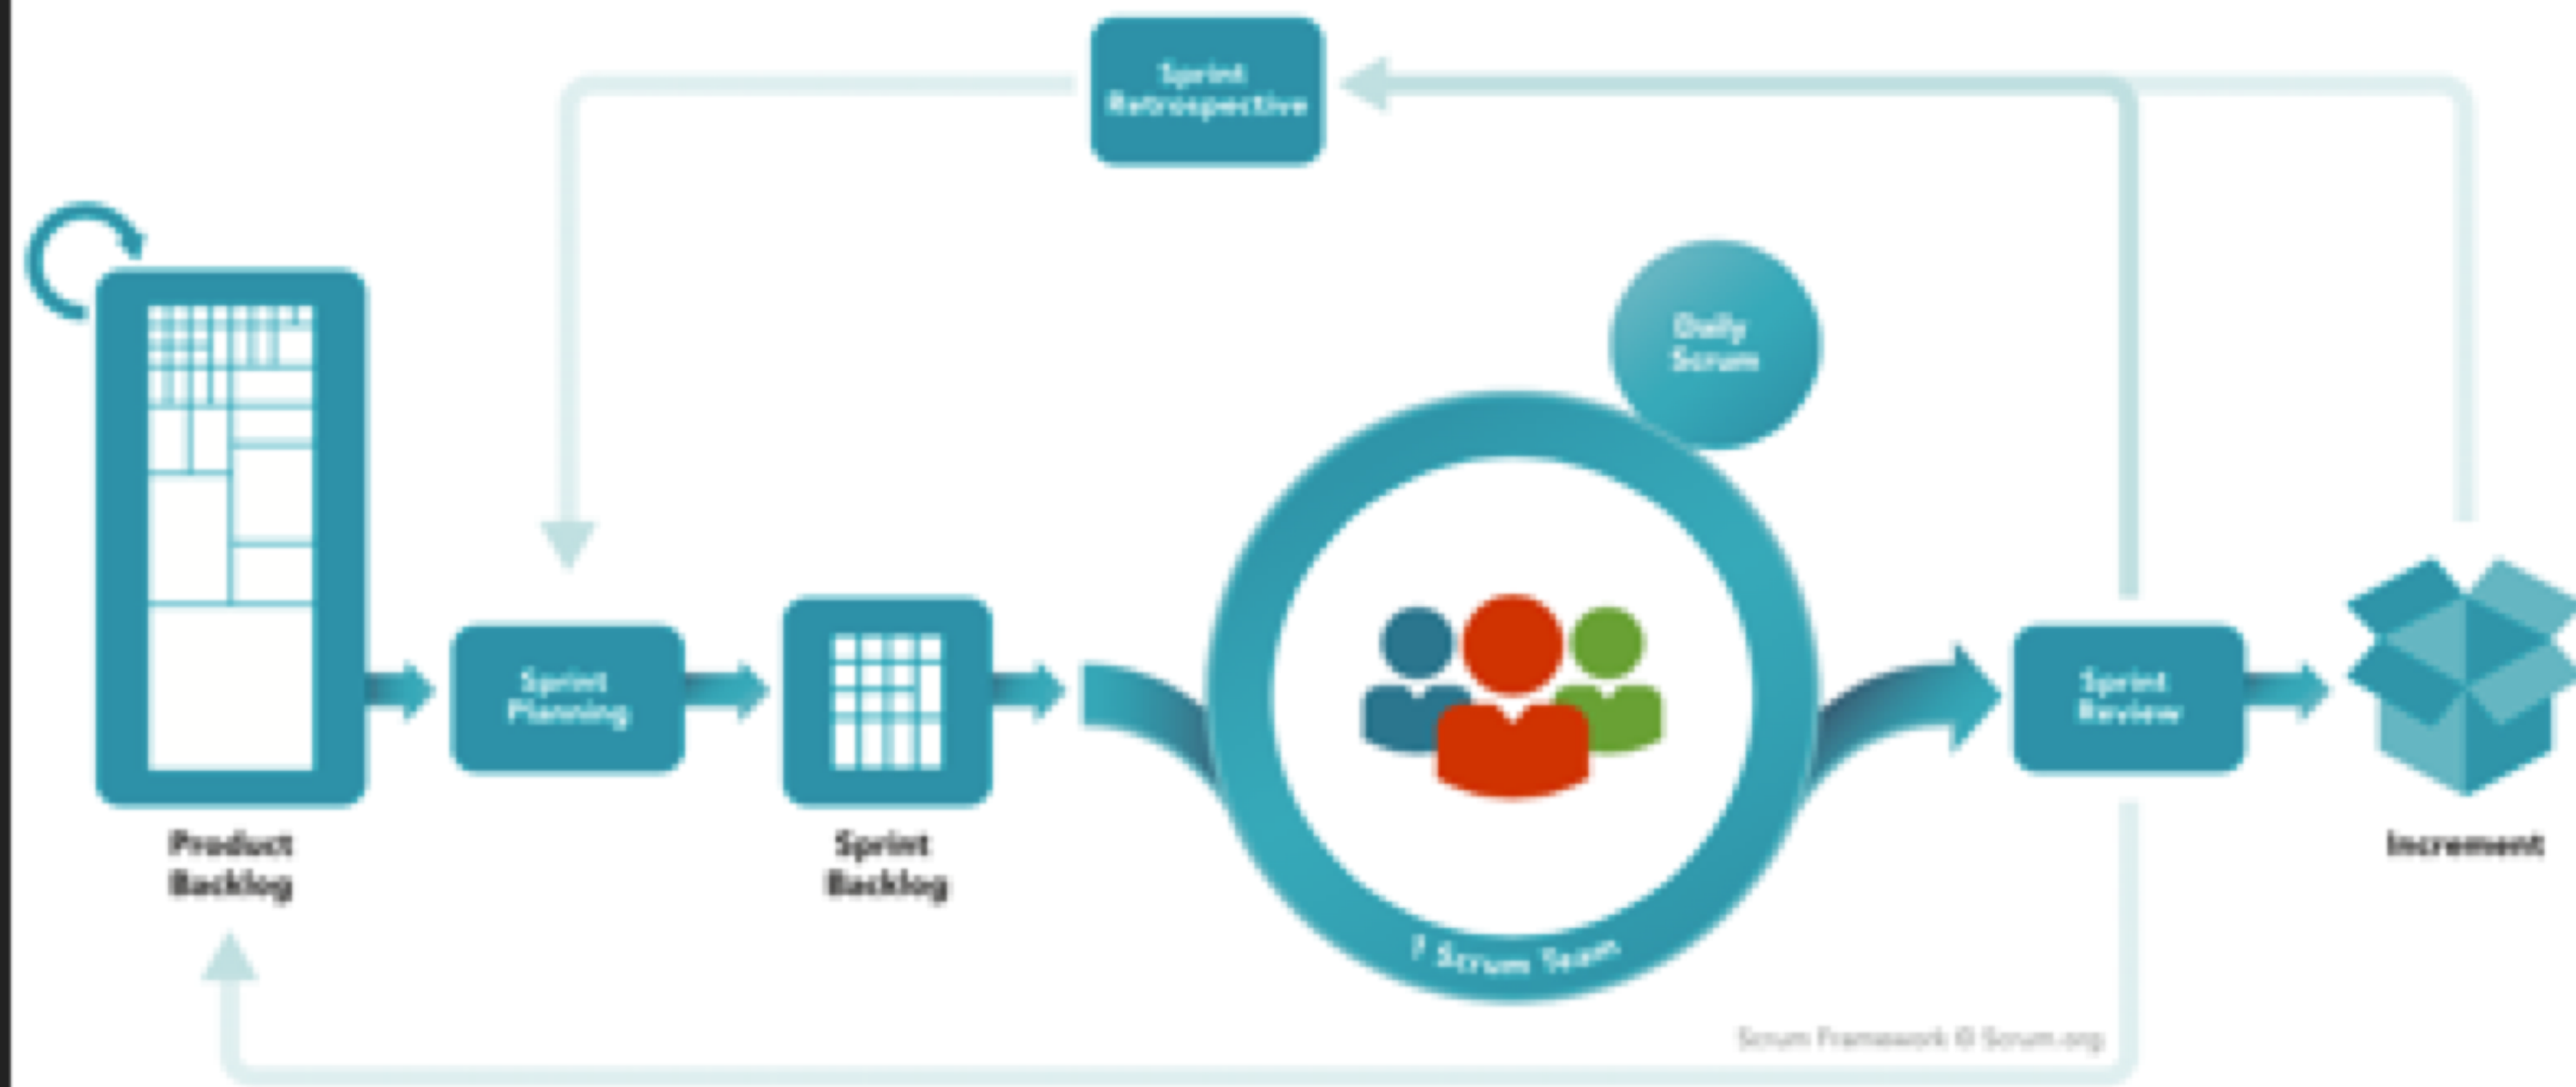 Sprint
Retrospective
Daily
Scrum
Sprint
Planning
Sprint
Review
Product
Backlog
Sprint
Backlog
Increment
? Scrum Team
Scrum Framework © Scrum.org